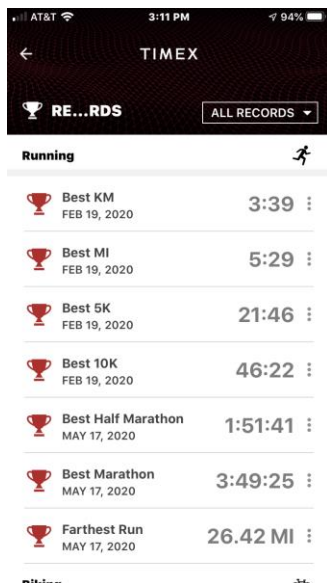 AT&T 3:11 PM 94%
TIMEX
RE...RDS ALL RECORDS
Running
Best KM 3:39
FEB 19, 2020
Best MI 5:29
FEB 19, 2020
Best 5K 21:46
FEB 19, 2020
Best 10K 46:22
FEB 19, 2020
Best Half Marathon 1:51:41
MAY 17, 2020
Best Marathon 3:49:25
MAY 17, 2020
Farthest Run 26.42 MI
MAY 17, 2020
Biking